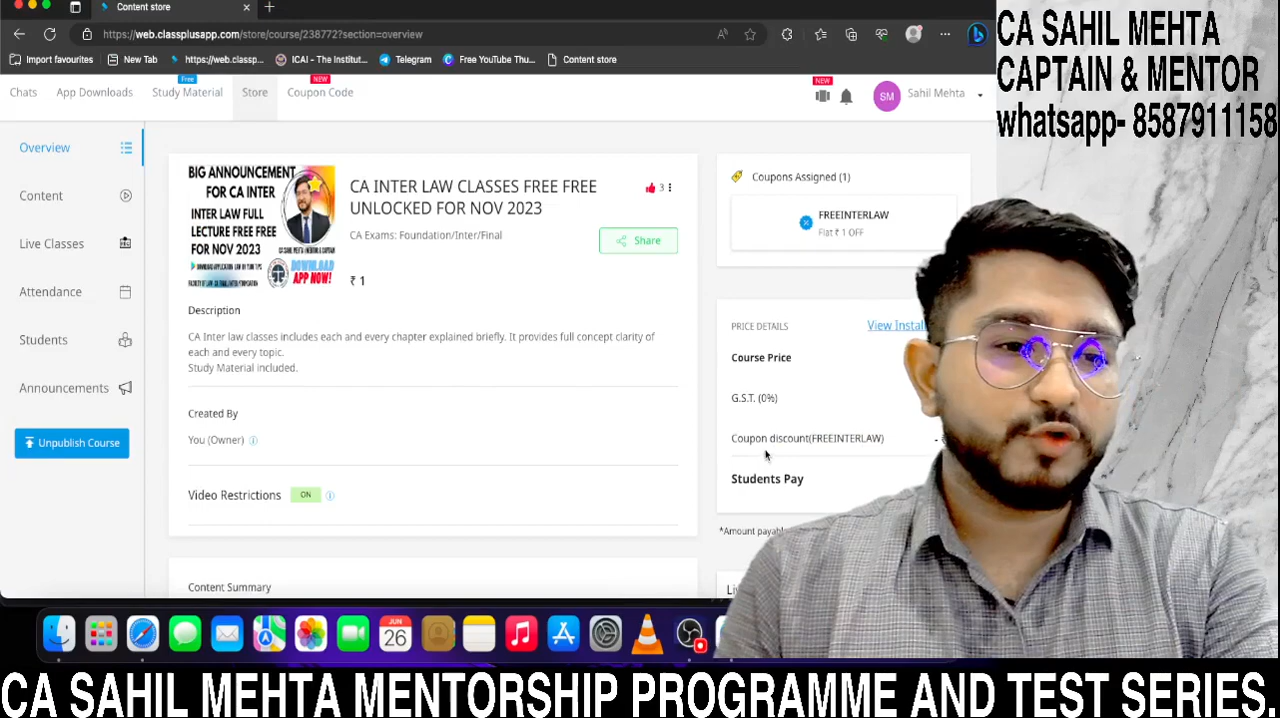 Content store
https://web.classplusapp.com/store/course/238772?section=overview
Import favourites
New Tab
https://web.classp...
ICAI - The Institut...
Telegram
Free YouTube Thu...
Content store
Chats
App Downloads
Free
Study Material
Store
NEW
Coupon Code
NEW
SM
Sahil Mehta
CA SAHIL MEHTA
CAPTAIN & MENTOR
whatsapp- 8587911158
Overview
Content
Live Classes
Attendance
Students
Announcements
Unpublish Course
BIG ANNOUNCEMENT
FOR CA INTER
INTER LAW FULL
LECTURE FREE FREE
FOR NOV 2023
DOWNLOAD
APP NOW!
CA INTER LAW CLASSES FREE FREE
UNLOCKED FOR NOV 2023
3
CA Exams: Foundation/Inter/Final
Share
₹ 1
Description
CA Inter law classes includes each and every chapter explained briefly. It provides full concept clarity of
each and every topic.
Study Material included.
Created By
You (Owner)
Video Restrictions
ON
Content Summary
Coupons Assigned (1)
FREEINTERLAW
Flat ₹ 1 OFF
PRICE DETAILS
View Install
Course Price
G.S.T. (0%)
Coupon discount(FREEINTERLAW)
Students Pay
*Amount payab
JUN
26
CA SAHIL MEHTA MENTORSHIP PROGRAMME AND TEST SERIES.